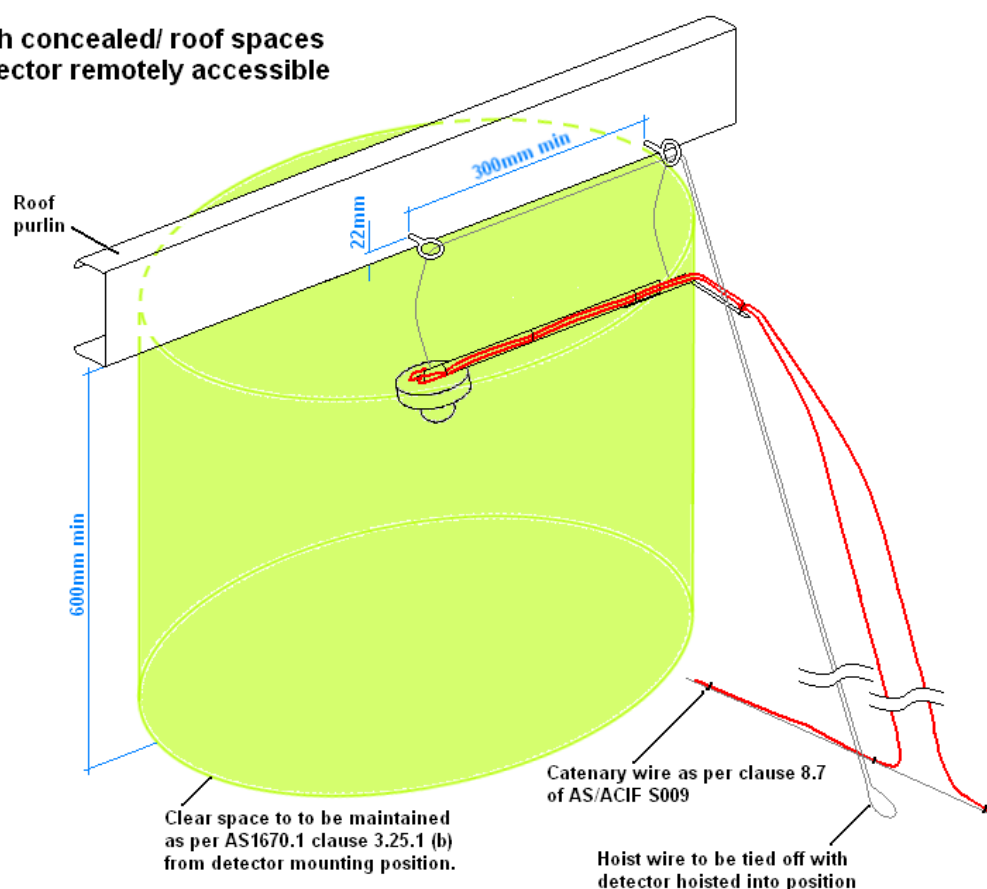 h concealed/ roof spaces
ector remotely accessible
300mm min
Roof
purlin
22mm
600mm min
Catenary wire as per clause 8.7
of AS/ACIF S009
Clear space to to be maintained
as per AS1670.1 clause 3.25.1 (b)
from detector mounting position.
Hoist wire to be tied off with
detector hoisted into position